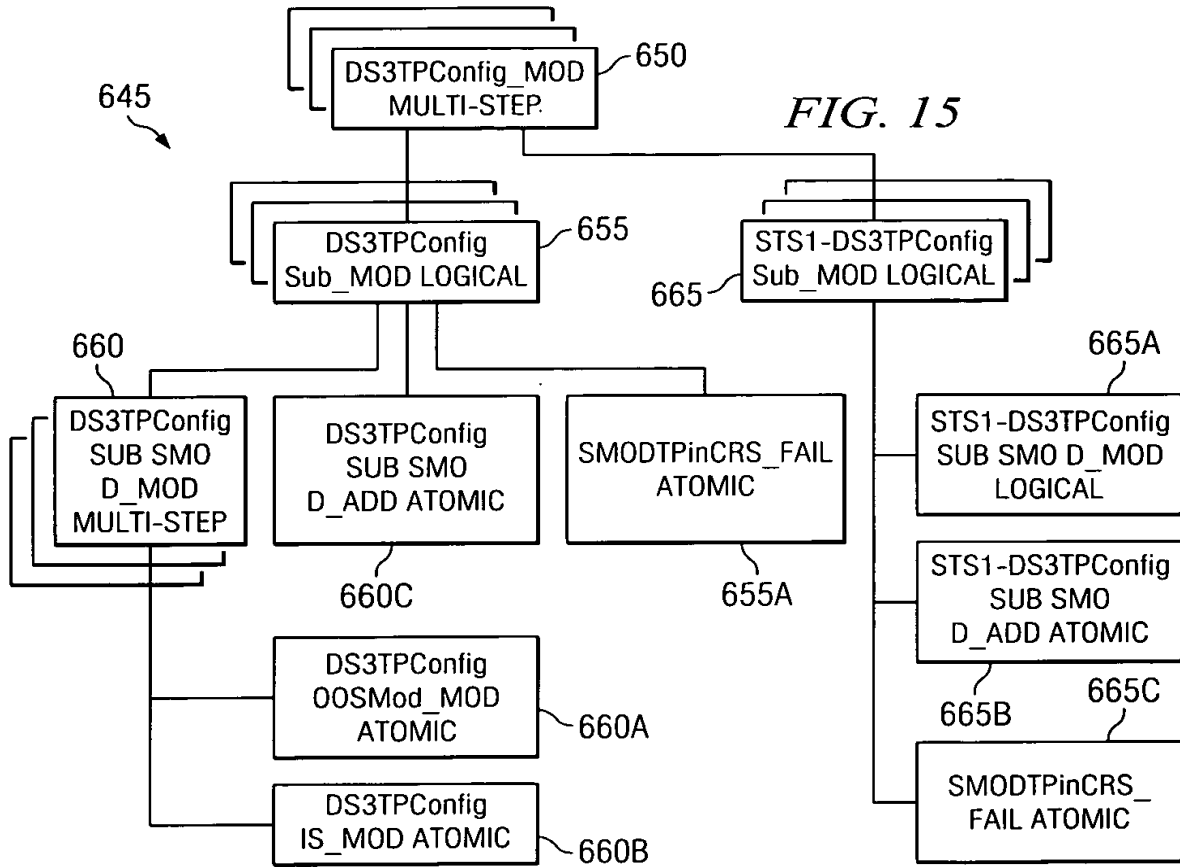 DS3TPConfig_MOD
MULTI-STEP
650
645
FIG. 15
DS3TPConfig
Sub_MOD LOGICAL
655
STS1-DS3TPConfig
Sub_MOD LOGICAL
665
660
DS3TPConfig
SUB SMO
D_MOD
MULTI-STEP
DS3TPConfig
SUB SMO
D_ADD ATOMIC
660C
SMODTPinCRS_FAIL
ATOMIC
655A
665A
STS1-DS3TPConfig
SUB SMO D_MOD
LOGICAL
STS1-DS3TPConfig
SUB SMO
D_ADD ATOMIC
665B
DS3TPConfig
OOSMod_MOD
ATOMIC
660A
665C
SMODTPinCRS_
FAIL ATOMIC
DS3TPConfig
IS_MOD ATOMIC
660B